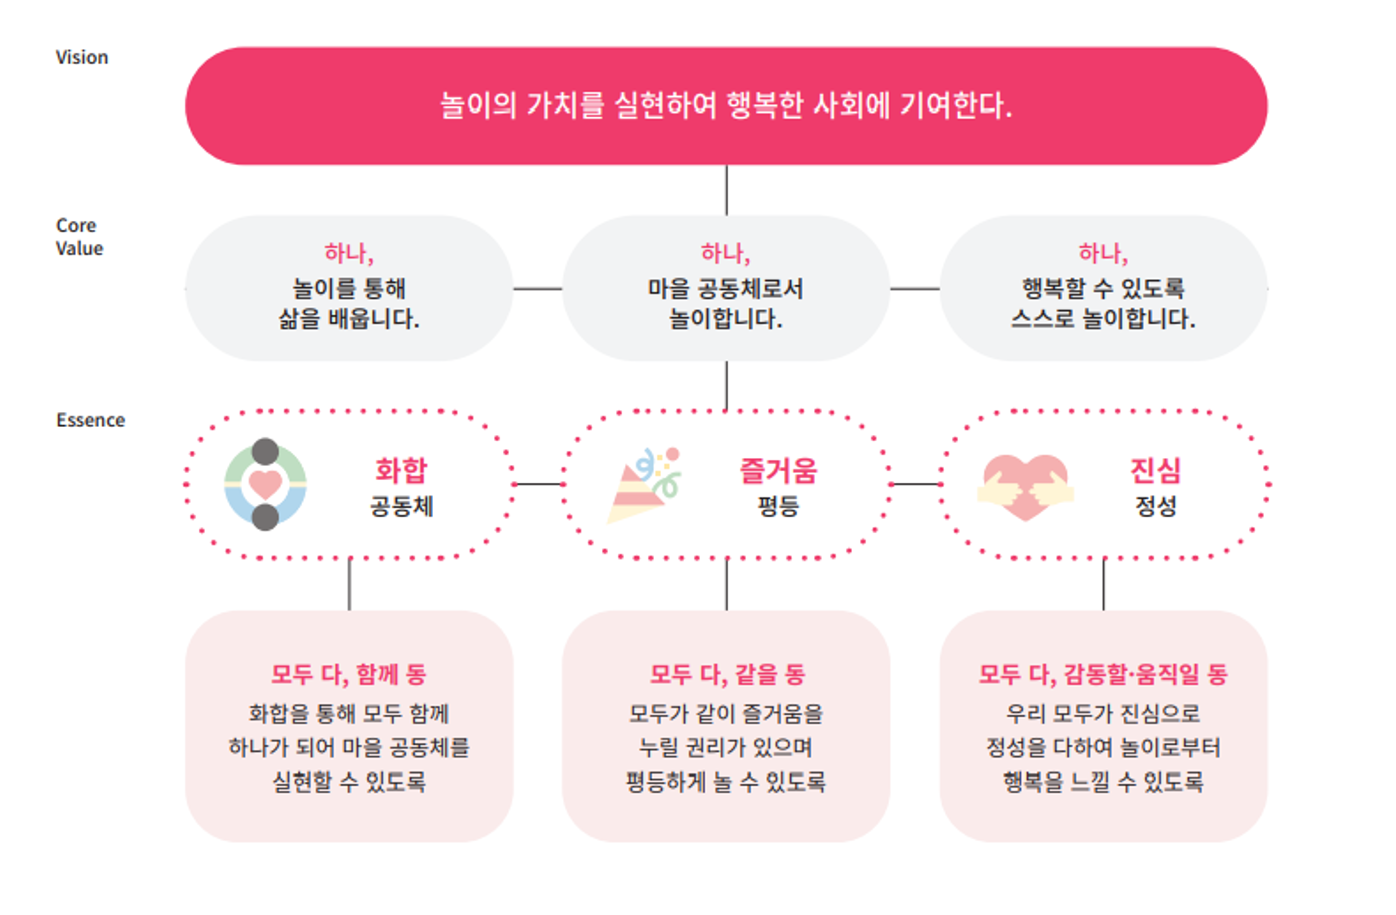 Vision
놀이의 가치를 실현하여 행복한 사회에 기여한다.
Core
Value
하나,
놀이를 통해
삶을 배웁니다.
하나,
마을 공동체로서
놀이합니다.
하나,
행복할 수 있도록
스스로 놀이합니다.
Essence
화합
공동체
즐거움
평등
진심
정성
모두 다, 함께 동
화합을 통해 모두 함께
하나가 되어 마을 공동체를
실현할 수 있도록
모두 다, 같을 동
모두가 같이 즐거움을
누릴 권리가 있으며
평등하게 놀 수 있도록
모두 다, 감동할·움직일 동
우리 모두가 진심으로
정성을 다하여 놀이로부터
행복을 느낄 수 있도록